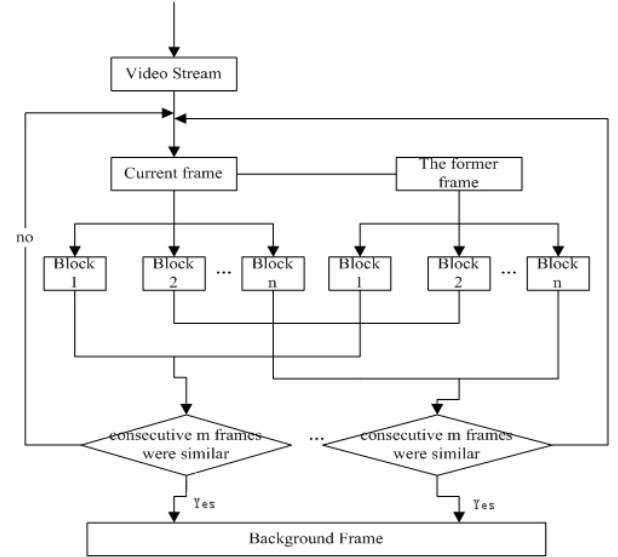 Video Stream
Current frame
The former
frame
no
Block
1
Block
2
...
Block
n
Block
1
Block
2
...
Block
n
consecutive m frames
were similar
...
consecutive m frames
were similar
Yes
Yes
Background Frame